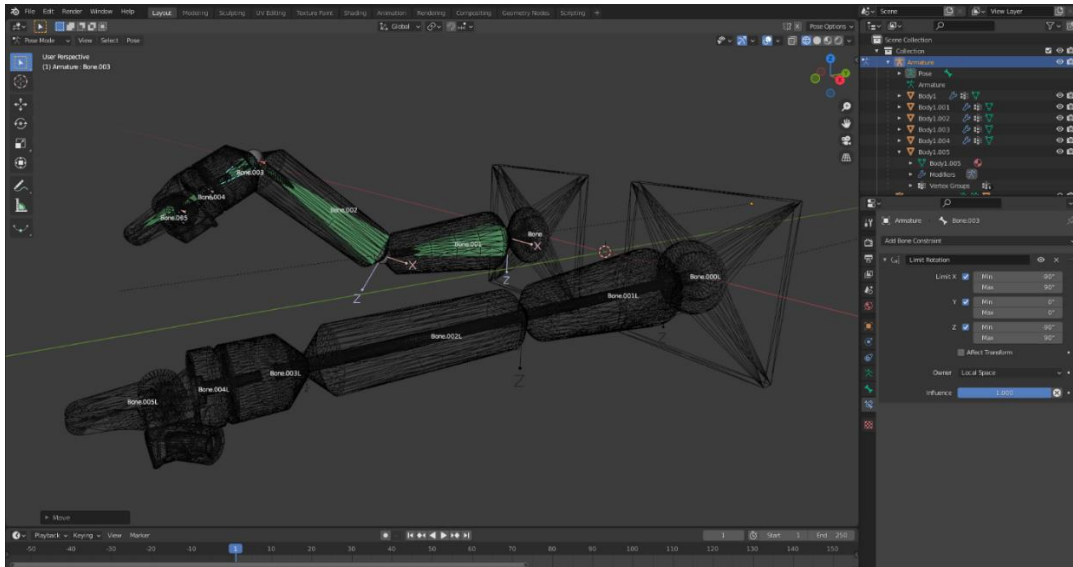 File Edit Render Window Help Layout Modeling Sculpting UV Editing Texture Paint Shading Animation Rendering Compositing Geometry Nodes Scripting + Scene View Layer
Global Pose Options
Pose Mode View Select Pose
User Perspective
(1) Armature : Bone.003
Scene Collection
Collection
Armature
Pose
Armature
Body1
Body1.001
Body1.002
Body1.003
Body1.004
Body1.005
Body1.005
Modifiers
Vertex Groups
Bone.003
Bone.004
Bone.005
Bone.002
Bone.001
Bone
X
X
Z
Z
Bone.000L
Bone.001L
Z
Bone.002L
Z
Bone.003L
Bone.004L
Bone.005L
Armature Bone.003
Add Bone Constraint
Limit Rotation
Limit X Min -90°
Max 90°
Y Min 0°
Max 0°
Z Min -90°
Max 90°
Affect Transform
Owner Local Space
Influence 1.000
Move
Playback Keying View Marker 1 Start 1 End 250
-50 -40 -30 -20 -10 1 10 20 30 40 50 60 70 80 90 100 110 120 130 140 150